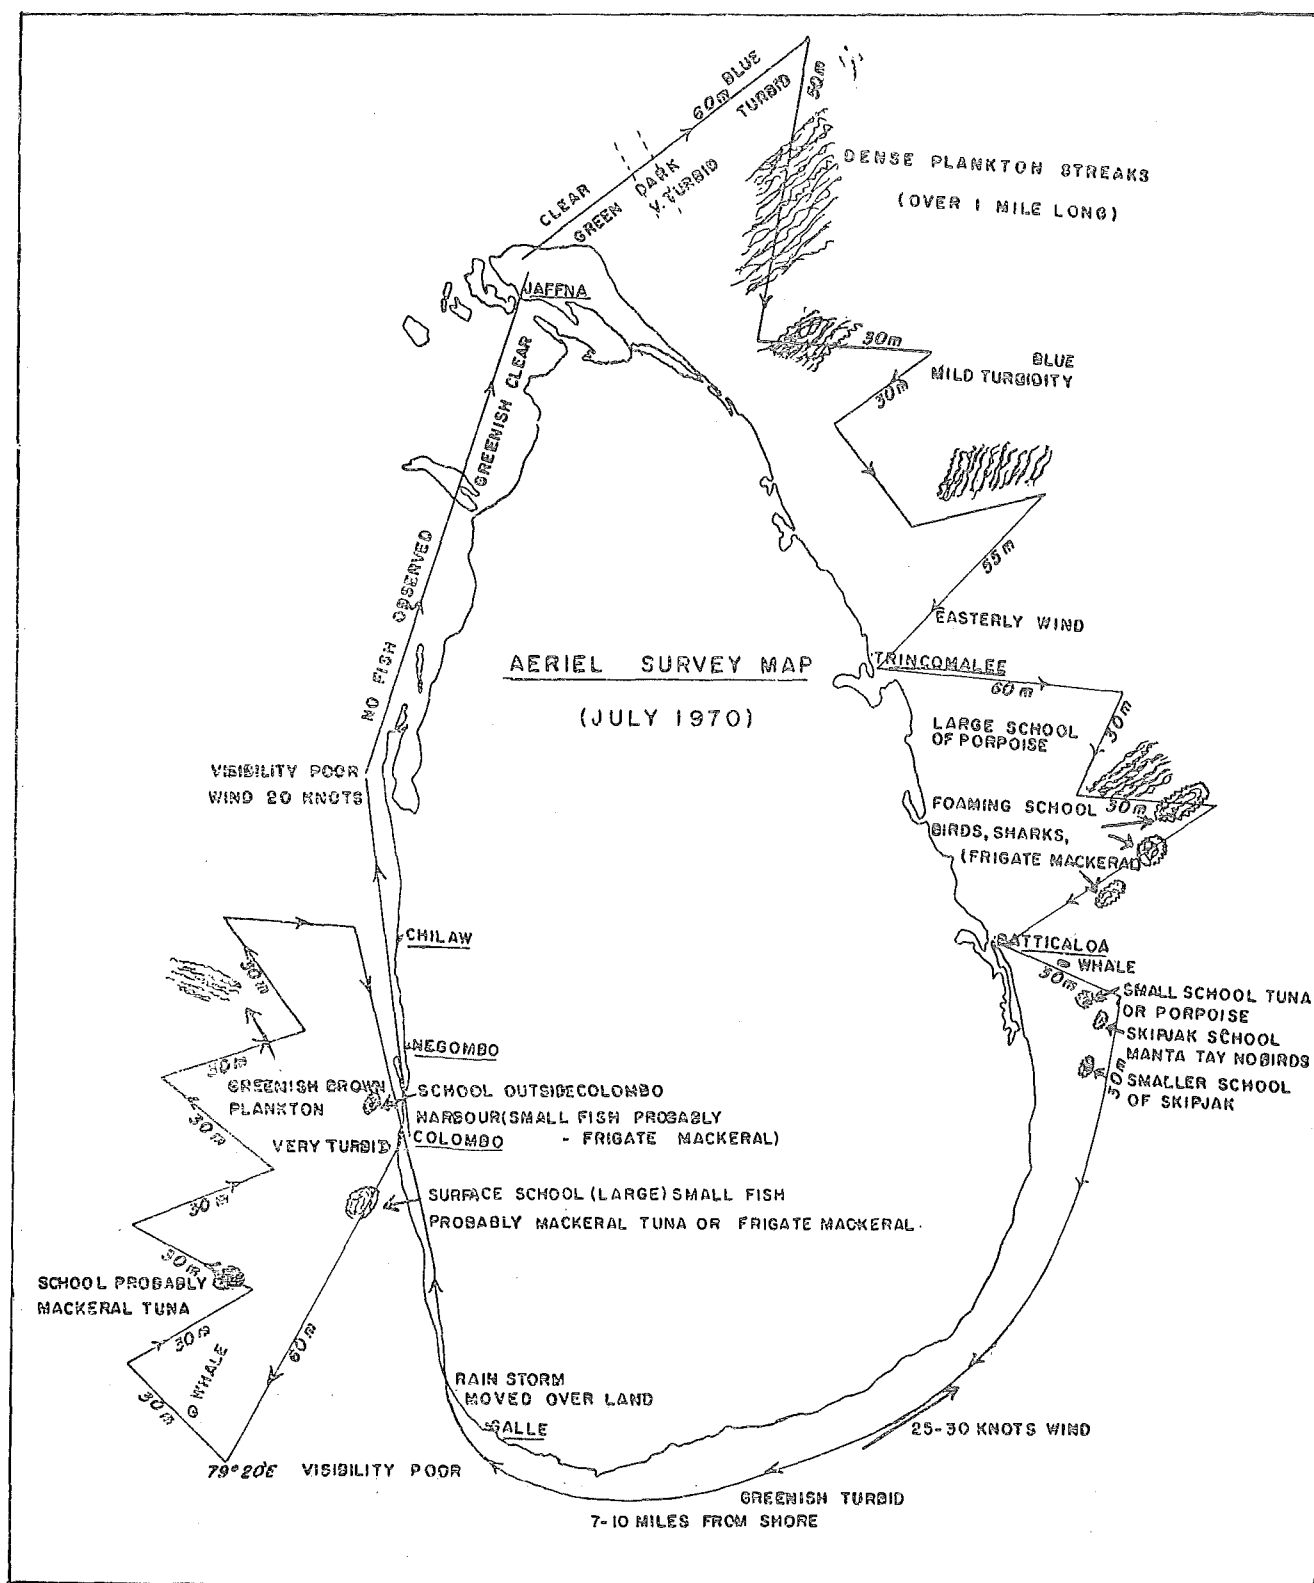 60m BLUE
TURBID
50m
DENSE PLANKTON STREAKS
(OVER 1 MILE LONG)
CLEAR
GREEN
DARK
V. TURBID
JAFFNA
30m
BLUE
MILD TURBIDITY
30m
GREENISH CLEAR
55m
NO FISH OBSERVED
EASTERLY WIND
AERIEL SURVEY MAP
(JULY 1970)
TRINCOMALEE
60m
30m
LARGE SCHOOL
OF PORPOISE
VISIBILITY POOR
WIND 20 KNOTS
30m
FOAMING SCHOOL
BIRDS, SHARKS,
(FRIGATE MACKERAL)
CHILAW
BATTICALOA
WHALE
30m
SMALL SCHOOL TUNA
OR PORPOISE
SKIPJAK SCHOOL
MANTA TAY NOBIRDS
30m
SMALLER SCHOOL
OF SKIPJAK
30m
NEGOMBO
30m
GREENISH BROWN
PLANKTON
SCHOOL OUTSIDECOLOMBO
HARBOUR(SMALL FISH PROBABLY
- FRIGATE MACKERAL)
COLOMBO
30m
VERY TURBID
SURFACE SCHOOL (LARGE) SMALL FISH
PROBABLY MACKERAL TUNA OR FRIGATE MACKERAL.
30m
30m
SCHOOL PROBABLY
MACKERAL TUNA
30m
60m
WHALE
30m
RAIN STORM
MOVED OVER LAND
GALLE
25-30 KNOTS WIND
79°20'E VISIBILITY POOR
GREENISH TURBID
7-10 MILES FROM SHORE